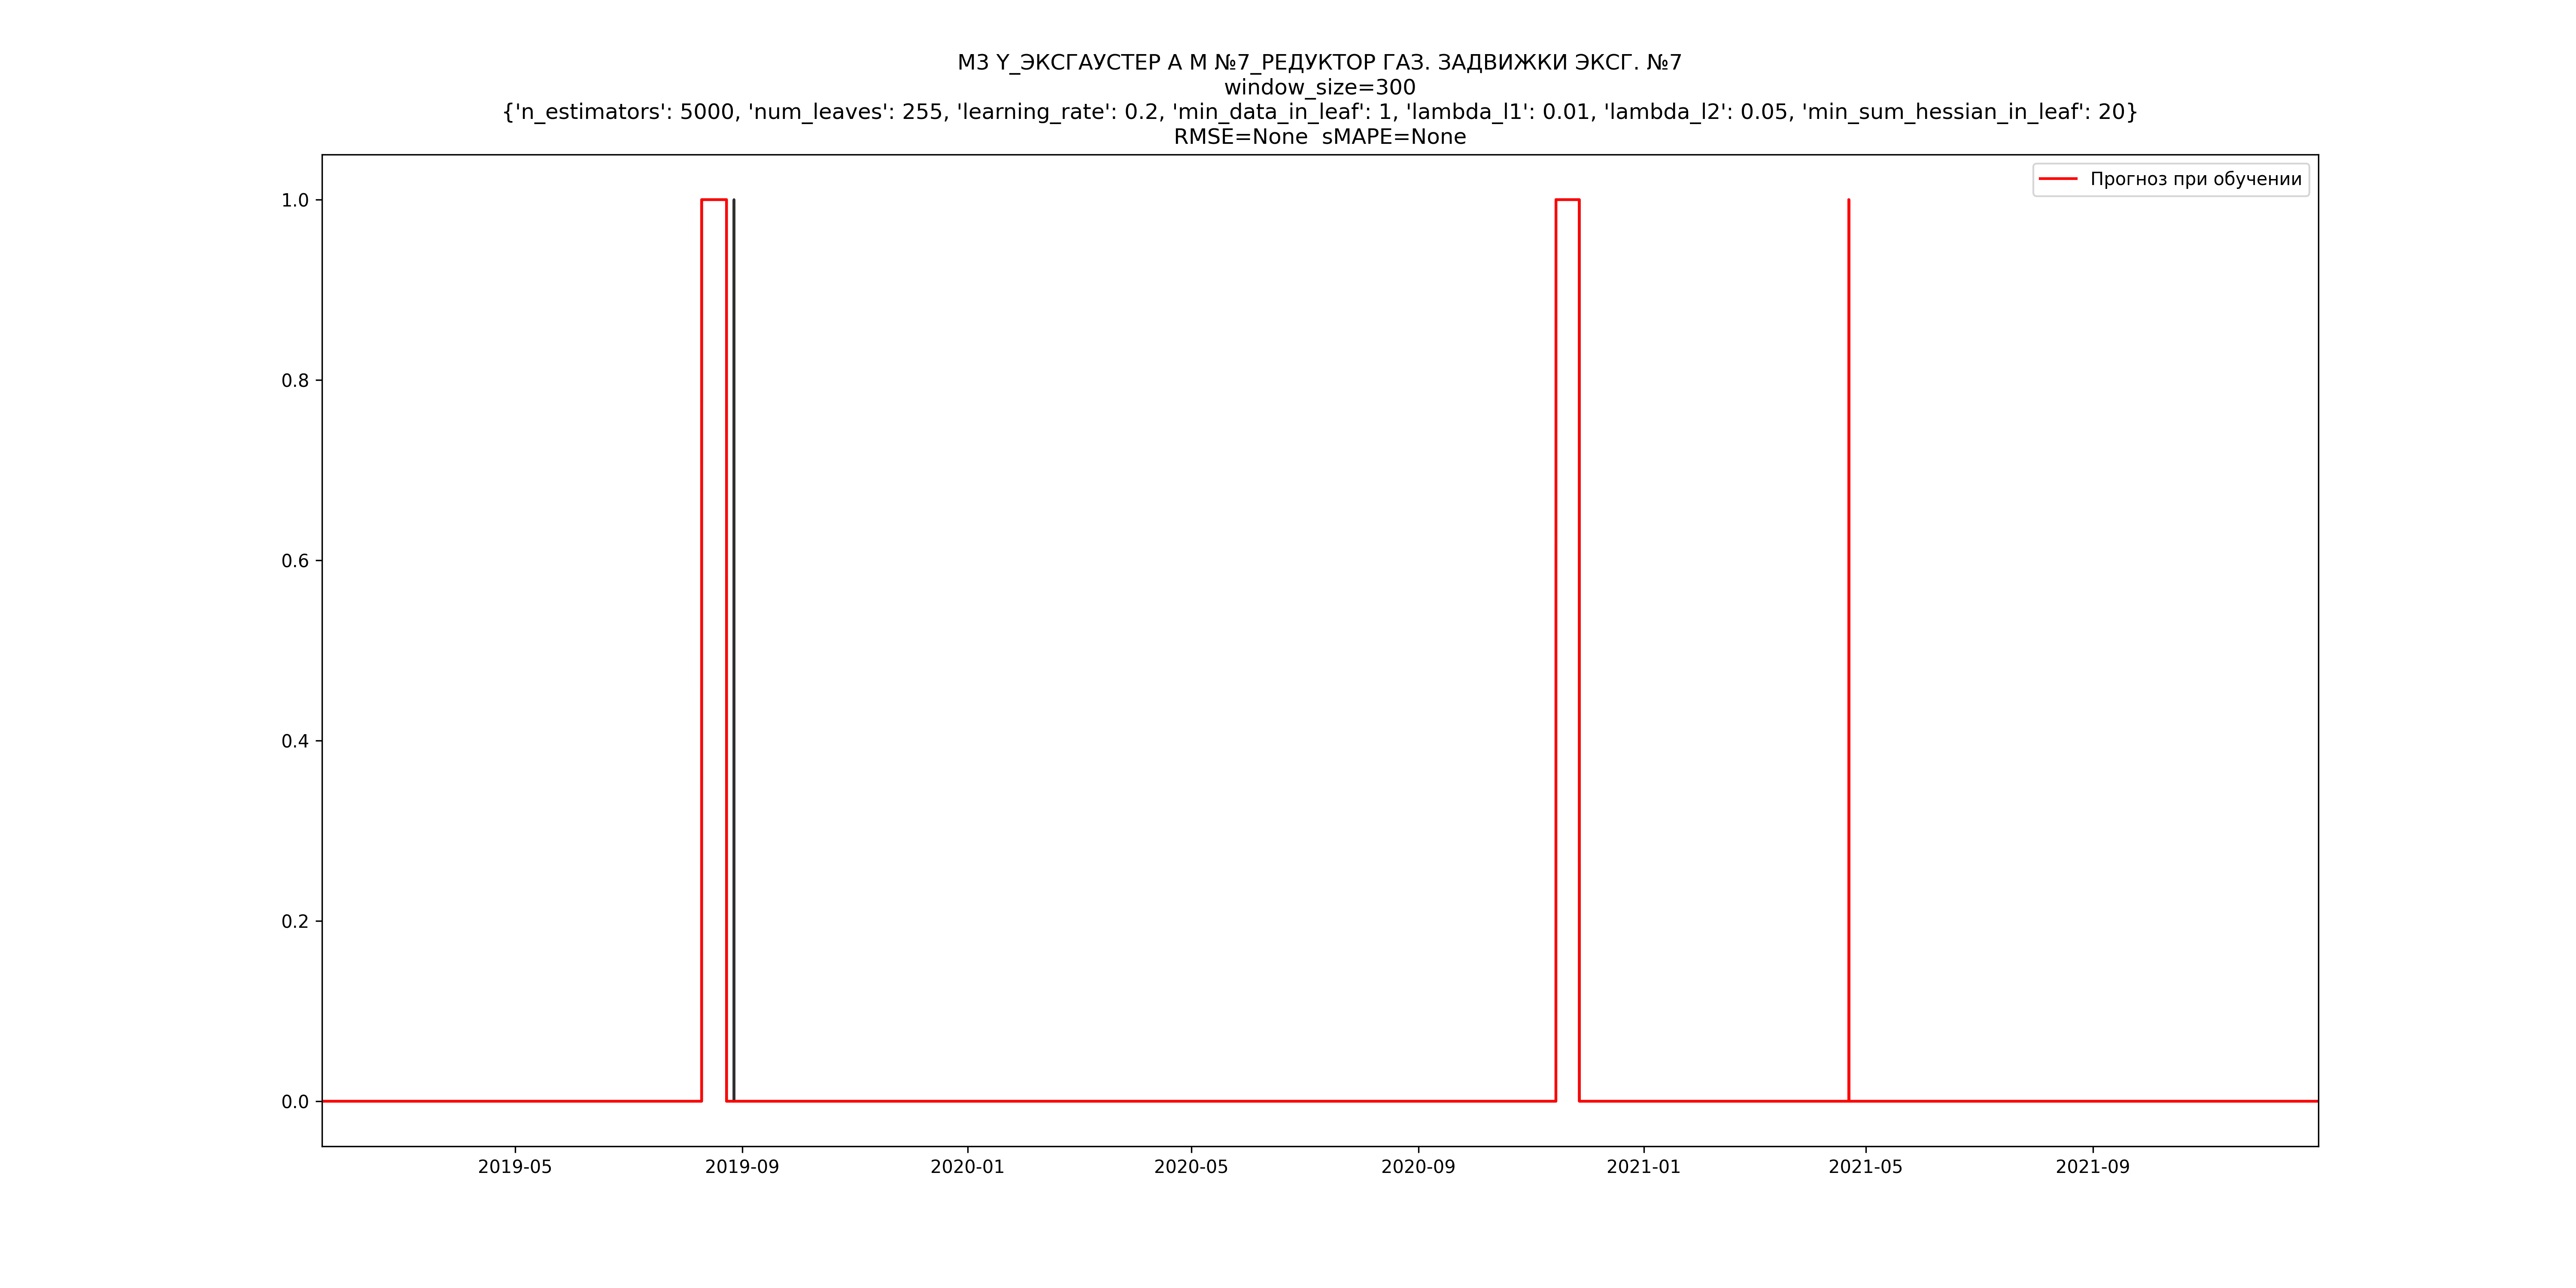 М3 Y_ЭКСГАУСТЕР А М №7_РЕДУКТОР ГАЗ. ЗАДВИЖКИ ЭКСГ. №7
window_size=300
{'n_estimators': 5000, 'num_leaves': 255, 'learning_rate': 0.2, 'min_data_in_leaf': 1, 'lambda_l1': 0.01, 'lambda_l2': 0.05, 'min_sum_hessian_in_leaf': 20}
RMSE=None  sMAPE=None
Прогноз при обучении
1.0
0.8
0.6
0.4
0.2
0.0
2019-05
2019-09
2020-01
2020-05
2020-09
2021-01
2021-05
2021-09